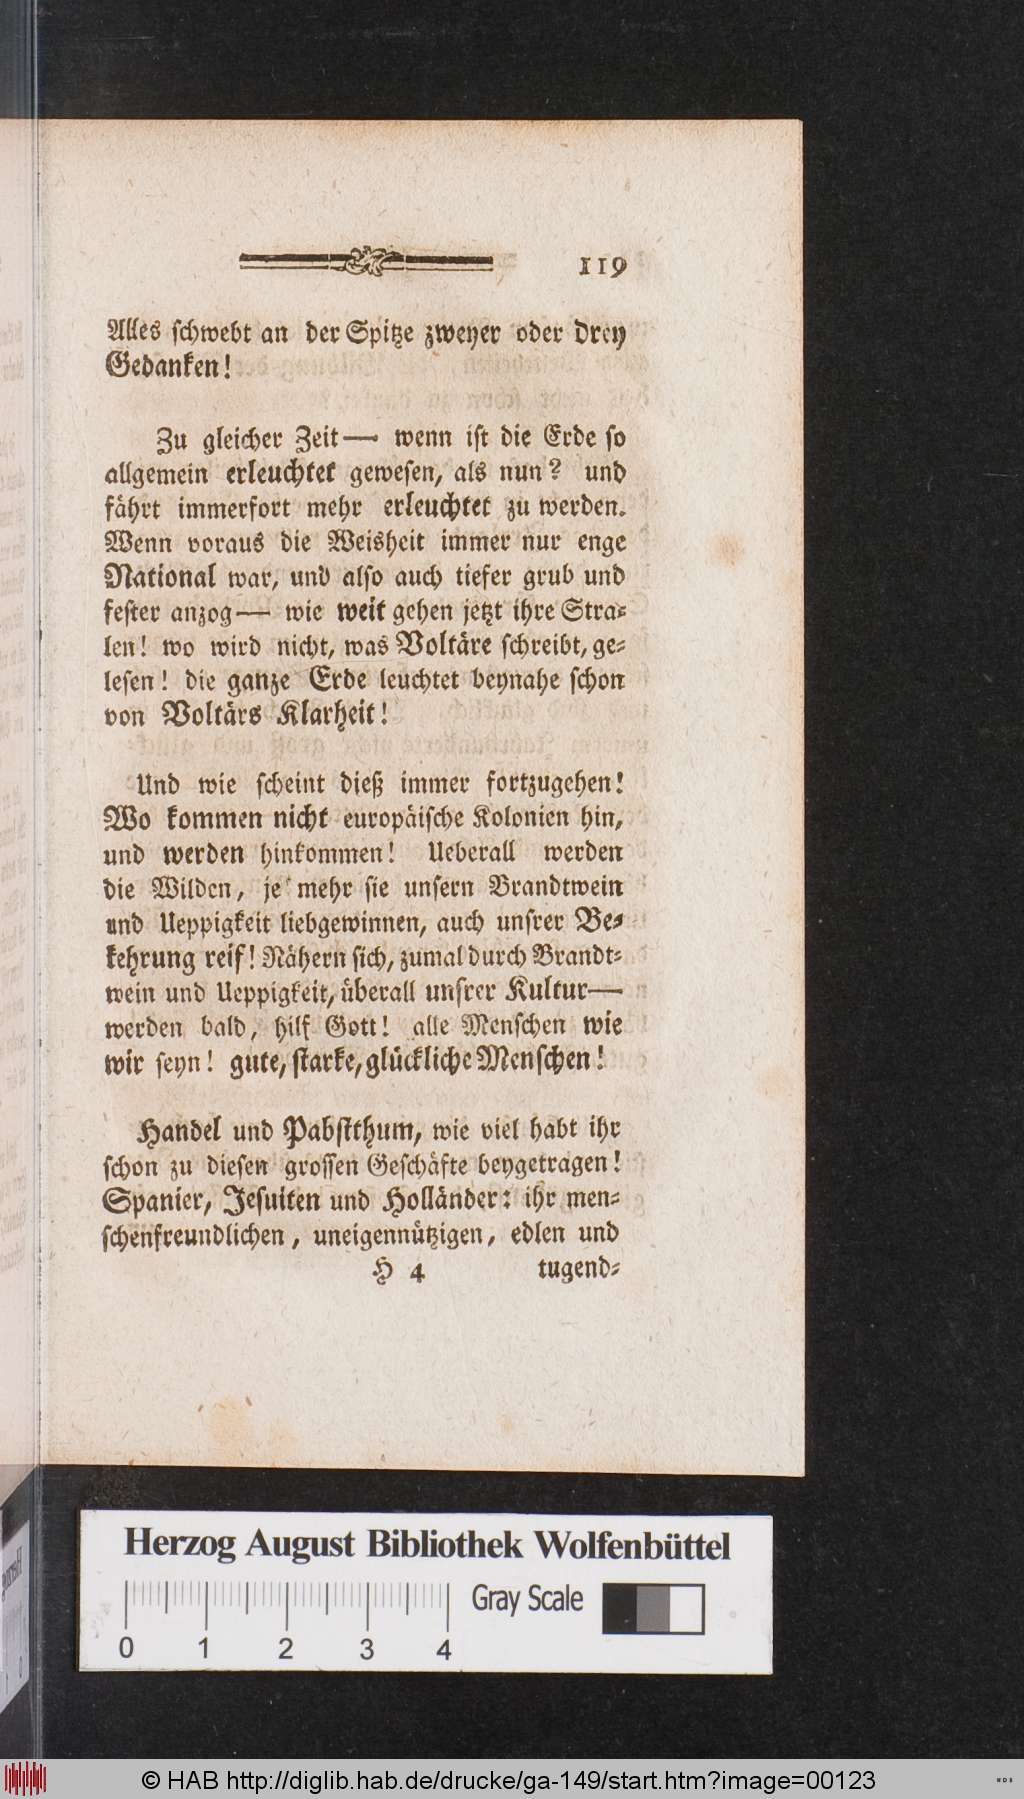 119
Alles schwebt an der Spitze zweyer oder drey
Gedanken!
Zu gleicher Zeit— wenn ist die Erde so
allgemein erleuchtet gewesen, als nun? und
fährt immerfort mehr erleuchtet zu werden.
Wenn voraus die Weisheit immer nur enge
National war, und also auch tiefer grub und
fester anzog— wie weit gehen jetzt ihre Stra-
len! wo wird nicht, was Voltäre schreibt, ge-
lesen! die ganze Erde leuchtet beynahe schon
von Voltärs Klarheit!
Und wie scheint dieß immer fortzugehen!
Wo kommen nicht europäische Kolonien hin,
und werden hinkommen! Ueberall werden
die Wilden, je mehr sie unsern Brandtwein
und Ueppigkeit liebgewinnen, auch unsrer Be-
kehrung reif! Nähern sich, zumal durch Brandt-
wein und Ueppigkeit, überall unsrer Kultur—
werden bald, hilf Gott! alle Menschen wie
wir seyn! gute, starke, glückliche Menschen!
Handel und Pabstthum, wie viel habt ihr
schon zu diesen grossen Geschäfte beygetragen!
Spanier, Jesuiten und Holländer: ihr men-
schenfreundlichen, uneigennützigen, edlen und
H 4 tugend-
Herzog August Bibliothek Wolfenbüttel
Gray Scale
0 1 2 3 4
© HAB http://diglib.hab.de/drucke/ga-149/start.htm?image=00123